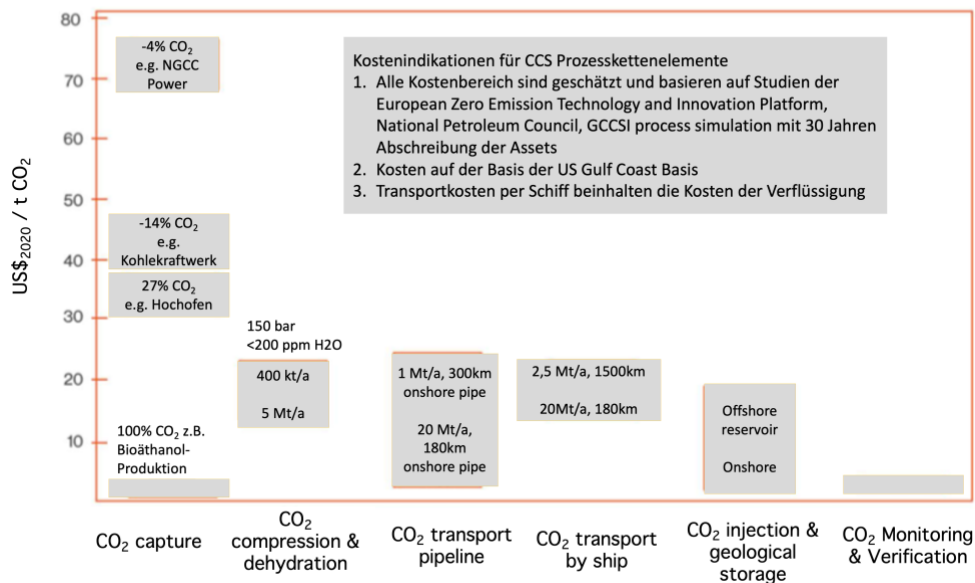 US$2020 / t CO2
80
70
60
50
40
30
20
10
-4% CO2
e.g. NGCC
Power
-14% CO2
e.g.
Kohlekraftwerk
27% CO2
e.g. Hochofen
100% CO2 z.B.
Bioäthanol-
Produktion
Kostenindikationen für CCS Prozesskettenelemente
1. Alle Kostenbereich sind geschätzt und basieren auf Studien der
European Zero Emission Technology and Innovation Platform,
National Petroleum Council, GCCSI process simulation mit 30 Jahren
Abschreibung der Assets
2. Kosten auf der Basis der US Gulf Coast Basis
3. Transportkosten per Schiff beinhalten die Kosten der Verflüssigung
150 bar
<200 ppm H2O
400 kt/a
5 Mt/a
1 Mt/a, 300km
onshore pipe
20 Mt/a,
180km
onshore pipe
2,5 Mt/a, 1500km
20Mt/a, 180km
Offshore
reservoir
Onshore
CO2 capture
CO2
compression &
dehydration
CO2 transport
pipeline
CO2 transport
by ship
CO2 injection &
geological
storage
CO2 Monitoring
& Verification